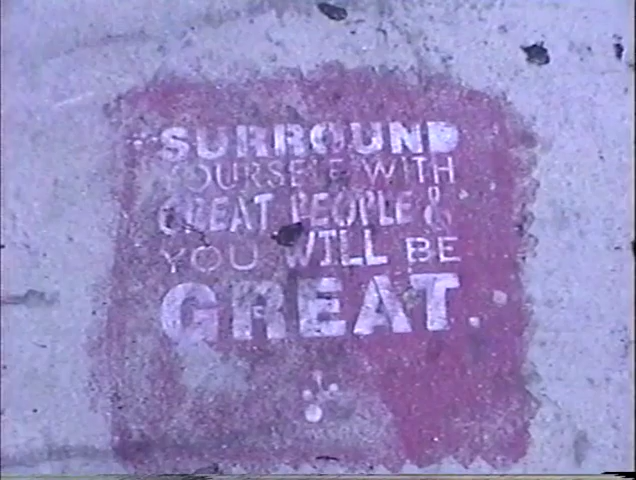 SURROUND
YOURSELF WITH
GREAT PEOPLE &
YOU WILL BE
GREAT.